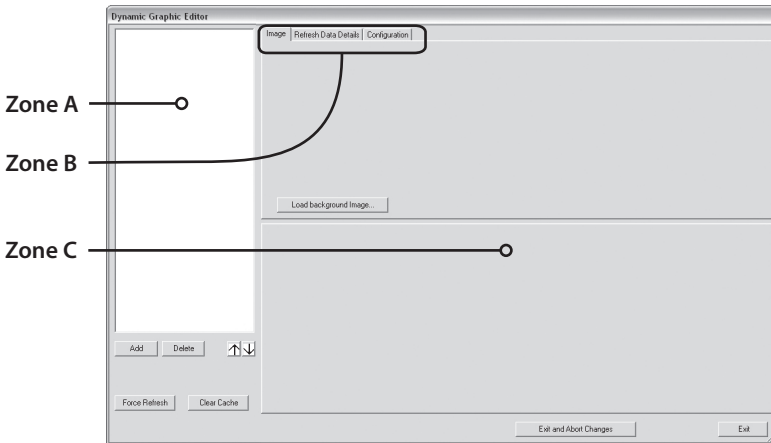 Dynamic Graphic Editor
Image
Refresh Data Details
Configuration
Zone A
Zone B
Load background Image...
Zone C
Add
Delete
Force Refresh
Clear Cache
Exit and Abort Changes
Exit